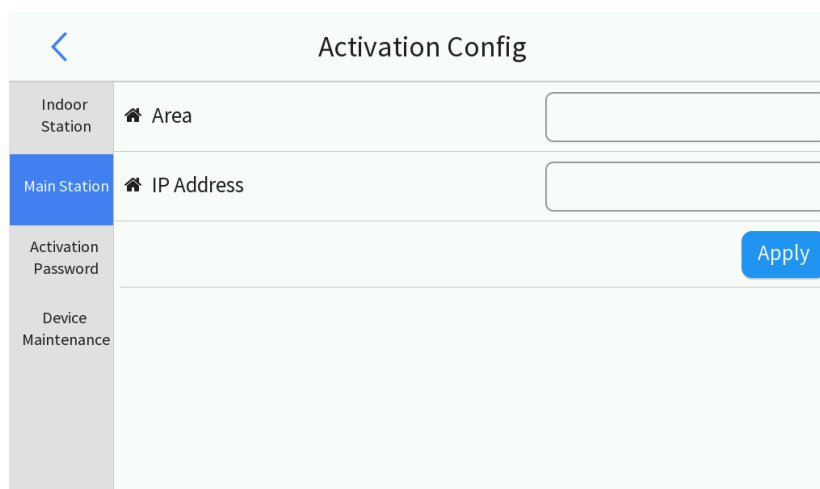 Activation Config
Indoor
Station
Main Station
Activation
Password
Device
Maintenance
Area
IP Address
Apply